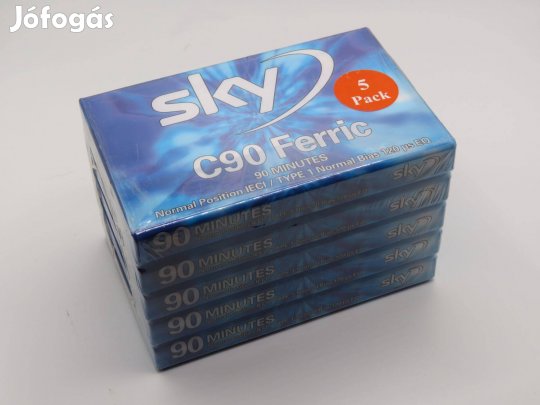 Jófogás
sky
5
Pack
C90 Ferric
90 MINUTES
Normal Position IECI / TYPE 1 Normal Bias 120 µs EQ
90 MINUTES sky
90 MINUTES sky
90 MINUTES sky
90 MINUTES sky
90 MINUTES sky